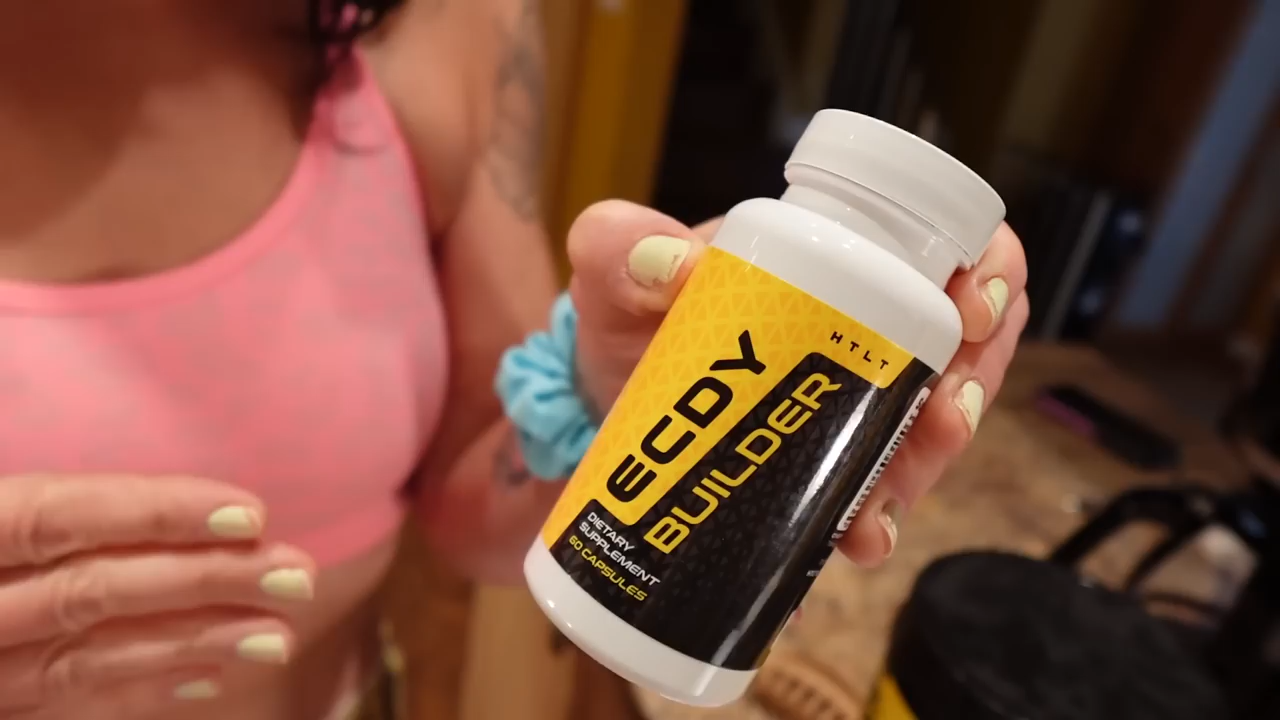 HTLT
ECDY
BUILDER
DIETARY
SUPPLEMENT
60 CAPSULES